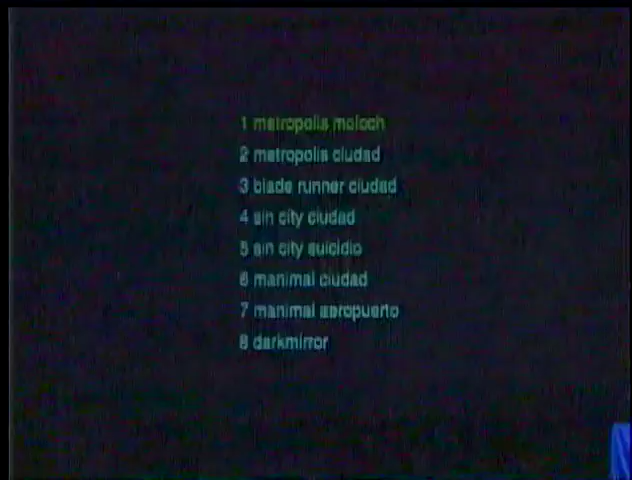 1 metropolis moloch
2 metropolis ciudad
3 blade runner ciudad
4 sin city ciudad
5 sin city suicidio
6 manimal ciudad
7 manimal aeropuerto
8 darkmirror